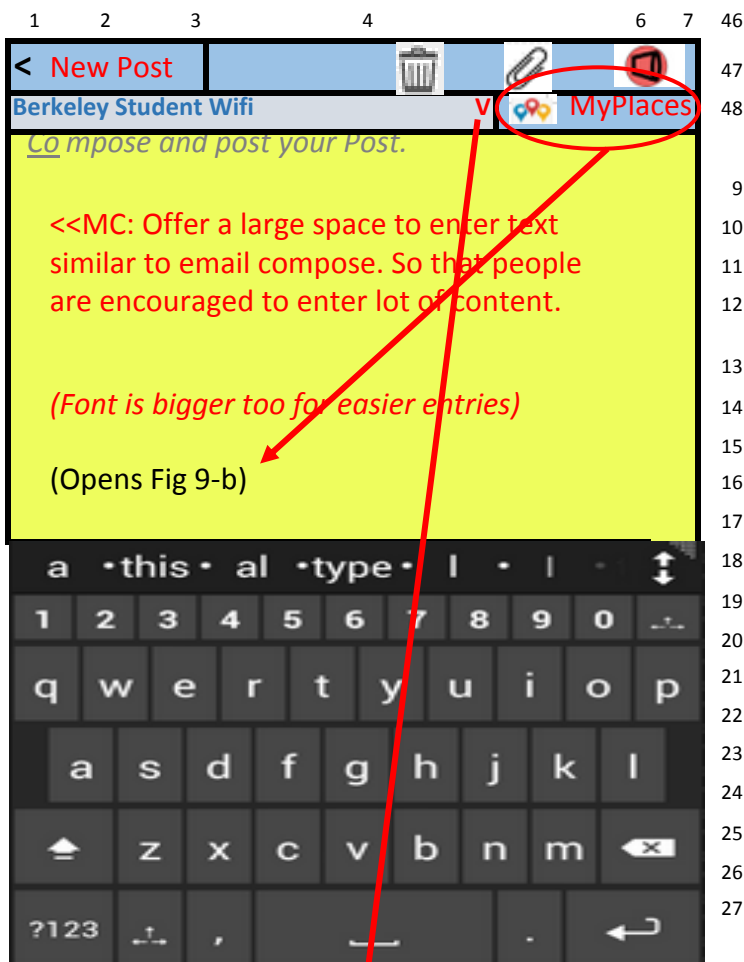 1 2 3 4 6 7 46
< New Post 47
Berkeley Student Wifi V MyPlaces 48
Co mpose and post your Post.
9
<<MC: Offer a large space to enter text 10
similar to email compose. So that people 11
are encouraged to enter lot of content. 12
13
(Font is bigger too for easier entries) 14
15
(Opens Fig 9-b) 16
17
a • this • al • type • l • l 18
1 2 3 4 5 6 7 8 9 0 19
20
q w e r t y u i o p 21
22
a s d f g h j k l 23
24
z x c v b n m 25
26
?123 , . 27